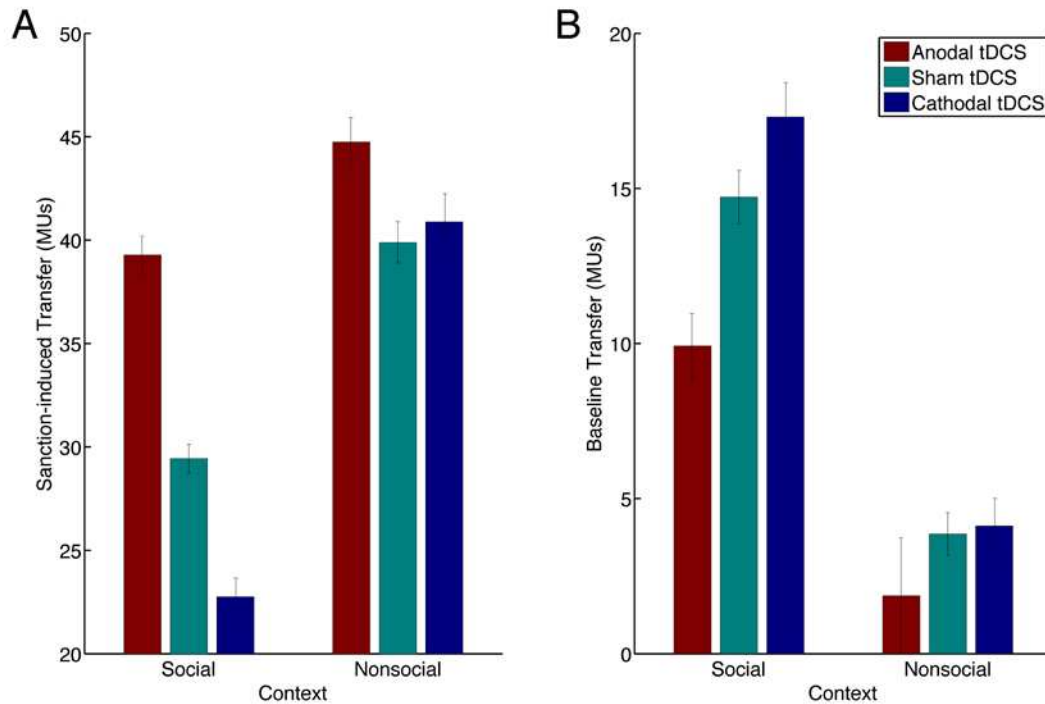 A
50
45
40
35
30
25
20
Sanction-induced Transfer (MUs)
Social
Nonsocial
Context
B
20
15
10
5
0
Baseline Transfer (MUs)
Social
Nonsocial
Context
Anodal tDCS
Sham tDCS
Cathodal tDCS